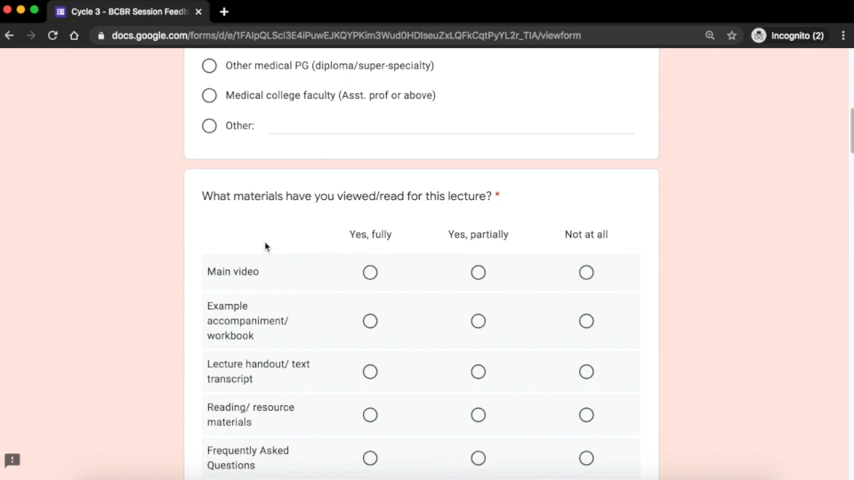 Cycle 3 - BCBR Session Feedb
docs.google.com/forms/d/e/1FAIpQLScl3E4iPuwEJKQYPKim3Wud0HDIseuZxLQFkCqtPyYL2r_TIA/viewform
Incognito (2)
Other medical PG (diploma/super-specialty)
Medical college faculty (Asst. prof or above)
Other:
What materials have you viewed/read for this lecture? *
Yes, fully Yes, partially Not at all
Main video
Example
accompaniment/
workbook
Lecture handout/ text
transcript
Reading/ resource
materials
Frequently Asked
Questions